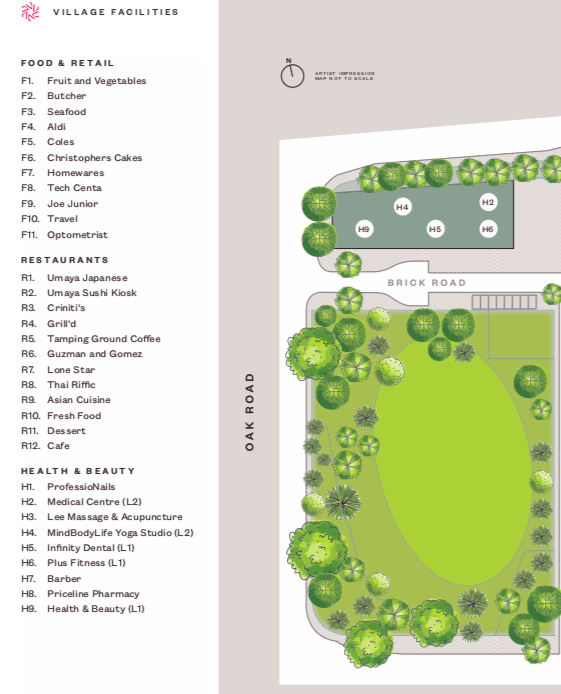 VILLAGE FACILITIES
FOOD & RETAIL
F1. Fruit and Vegetables
F2. Butcher
F3. Seafood
F4. Aldi
F5. Coles
F6. Christophers Cakes
F7. Homewares
F8. Tech Centa
F9. Joe Junior
F10. Travel
F11. Optometrist
RESTAURANTS
R1. Umaya Japanese
R2. Umaya Sushi Kiosk
R3. Criniti's
R4. Grill'd
R5. Tamping Ground Coffee
R6. Guzman and Gomez
R7. Lone Star
R8. Thai Riffic
R9. Asian Cuisine
R10. Fresh Food
R11. Dessert
R12. Cafe
HEALTH & BEAUTY
H1. ProfessioNails
H2. Medical Centre (L2)
H3. Lee Massage & Acupuncture
H4. MindBodyLife Yoga Studio (L2)
H5. Infinity Dental (L1)
H6. Plus Fitness (L1)
H7. Barber
H8. Priceline Pharmacy
H9. Health & Beauty (L1)
N
ARTIST IMPRESSION
MAP NOT TO SCALE
H4
H2
H9
H5
H6
BRICK ROAD
OAK ROAD